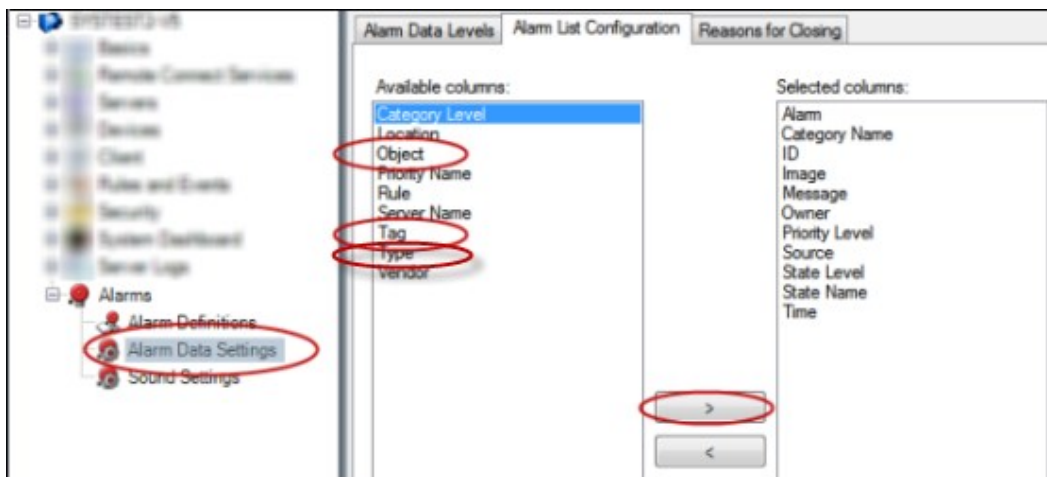 Alarms
Alarm Definitions
Alarm Data Settings
Sound Settings
Alarm Data Levels
Alarm List Configuration
Reasons for Closing
Available columns:
Category Level
Location
Object
Priority Name
Rule
Server Name
Tag
Type
Vendor
>
<
Selected columns:
Alarm
Category Name
ID
Image
Message
Owner
Priority Level
Source
State Level
State Name
Time